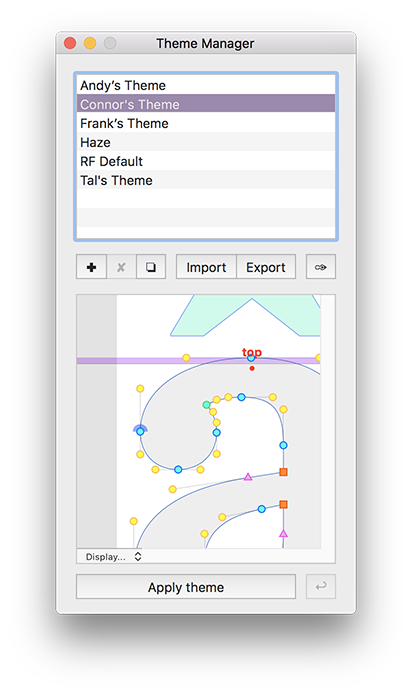 Theme Manager
Andy’s Theme
Connor's Theme
Frank’s Theme
Haze
RF Default
Tal's Theme
Import Export
top
Display...
Apply theme